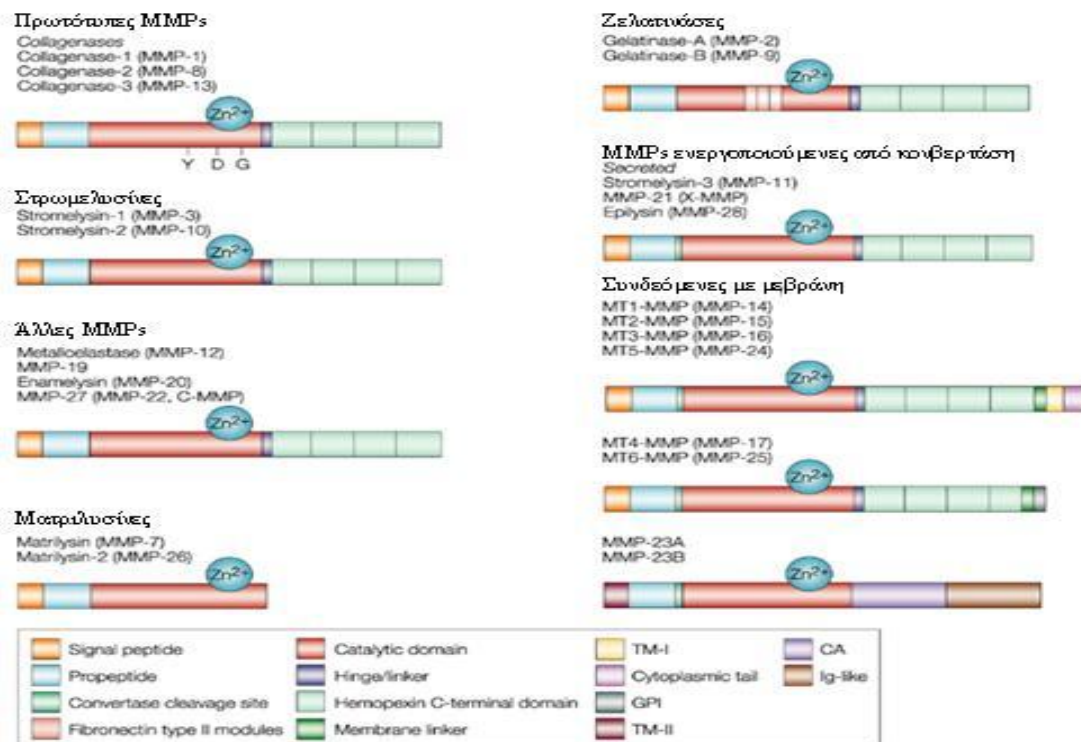 Πρωτότυπες MMPs
Collagenases
Collagenase-1 (MMP-1)
Collagenase-2 (MMP-8)
Collagenase-3 (MMP-13)
Zn2+
Y D G
Στρωμελυσίνες
Stromelysin-1 (MMP-3)
Stromelysin-2 (MMP-10)
Zn2+
Άλλες MMPs
Metalloelastase (MMP-12)
MMP-19
Enamelysin (MMP-20)
MMP-27 (MMP-22, C-MMP)
Zn2+
Ματριλυσίνες
Matrilysin (MMP-7)
Matrilysin-2 (MMP-26)
Zn2+
Ζελατινάσες
Gelatinase-A (MMP-2)
Gelatinase-B (MMP-9)
Zn2+
MMPs ενεργοποιούμενες από κουβερτάση
Secreted
Stromelysin-3 (MMP-11)
MMP-21 (X-MMP)
Epilysin (MMP-28)
Zn2+
Συνδεόμενες με μεβράνη
MT1-MMP (MMP-14)
MT2-MMP (MMP-15)
MT3-MMP (MMP-16)
MT5-MMP (MMP-24)
Zn2+
MT4-MMP (MMP-17)
MT6-MMP (MMP-25)
Zn2+
MMP-23A
MMP-23B
Zn2+
Signal peptide
Propeptide
Convertase cleavage site
Fibronectin type II modules
Catalytic domain
Hinge/linker
Hemopexin C-terminal domain
Membrane linker
TM-I
Cytoplasmic tail
GPI
TM-II
CA
Ig-like